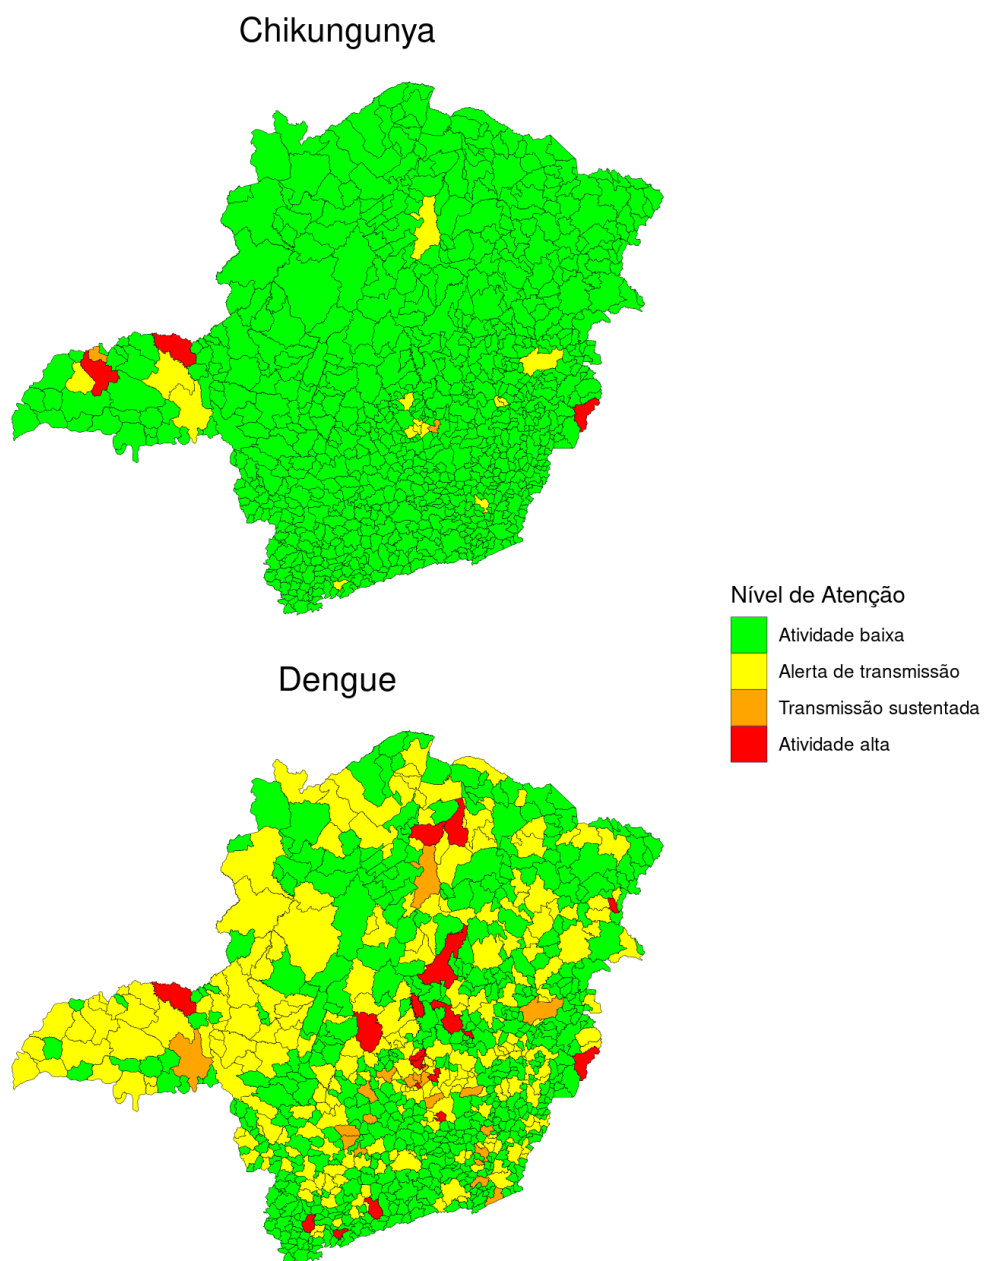 Chikungunya
Nível de Atenção
Atividade baixa
Alerta de transmissão
Transmissão sustentada
Atividade alta
Dengue